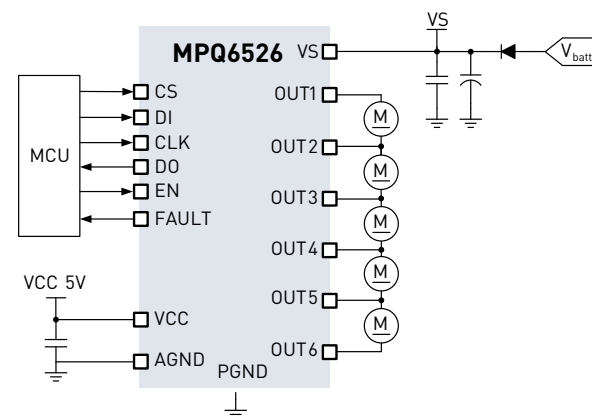 VS
MPQ6526 VS
V_batt
CS
OUT1
M
DI
MCU
CLK
OUT2
M
DO
EN
OUT3
M
FAULT
OUT4
M
VCC 5V
OUT5
VCC
M
AGND
OUT6
PGND